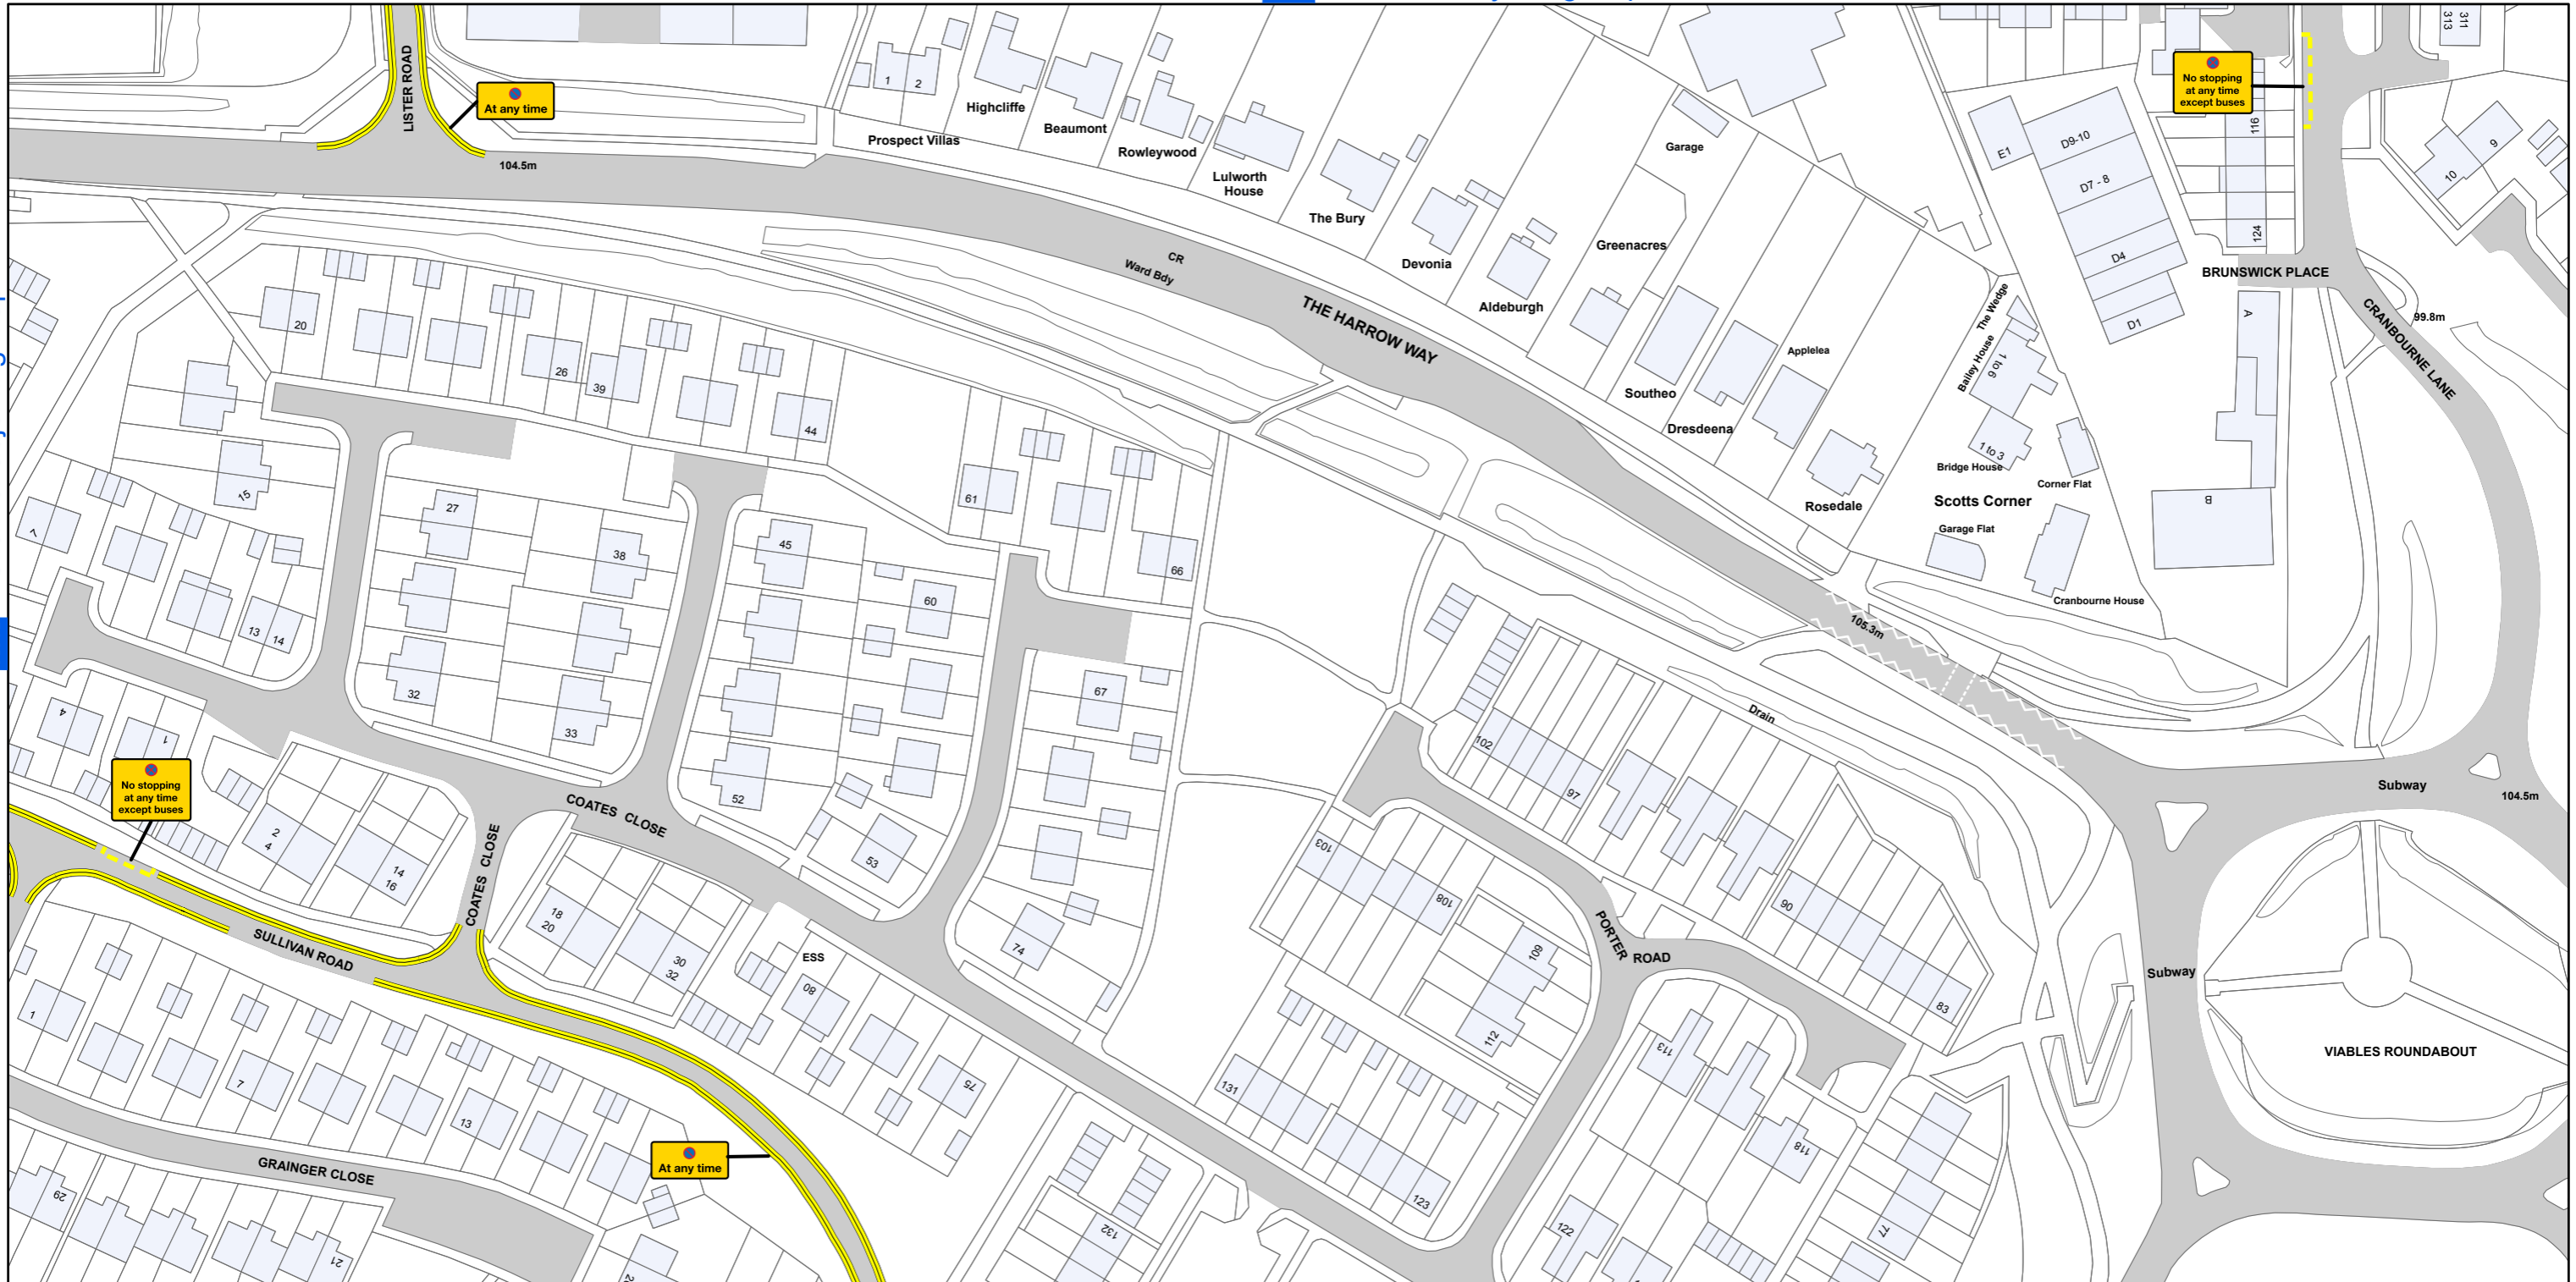 LISTER ROAD
At any time
104.5m
1
2
Prospect Villas
Highcliffe
Beaumont
Rowleywood
Lulworth
House
The Bury
Devonia
Aldeburgh
Garage
Greenacres
Southeo
Dresdeena
Applelea
Rosedale
CR
Ward Bdy
THE HARROW WAY
No stopping
at any time
except buses
313
311
116
124
E1
D9-10
D7 - 8
D4
D1
9
10
BRUNSWICK PLACE
CRANBOURNE LANE
99.8m
A
B
The Wedge
Bailey House
1 to 6
1 to 3
Bridge House
Corner Flat
Scotts Corner
Garage Flat
Cranbourne House
105.3m
Drain
Subway
104.5m
Subway
VIABLES ROUNDABOUT
20
26
39
44
15
7
13
14
27
38
32
33
45
60
61
66
52
53
67
74
4
1
No stopping
at any time
except buses
2
4
14
16
COATES CLOSE
COATES CLOSE
18
20
30
32
ESS
80
75
SULLIVAN ROAD
1
7
13
At any time
GRAINGER CLOSE
29
21
102
97
103
108
109
112
90
83
PORTER
ROAD
113
118
131
123
132
122
77